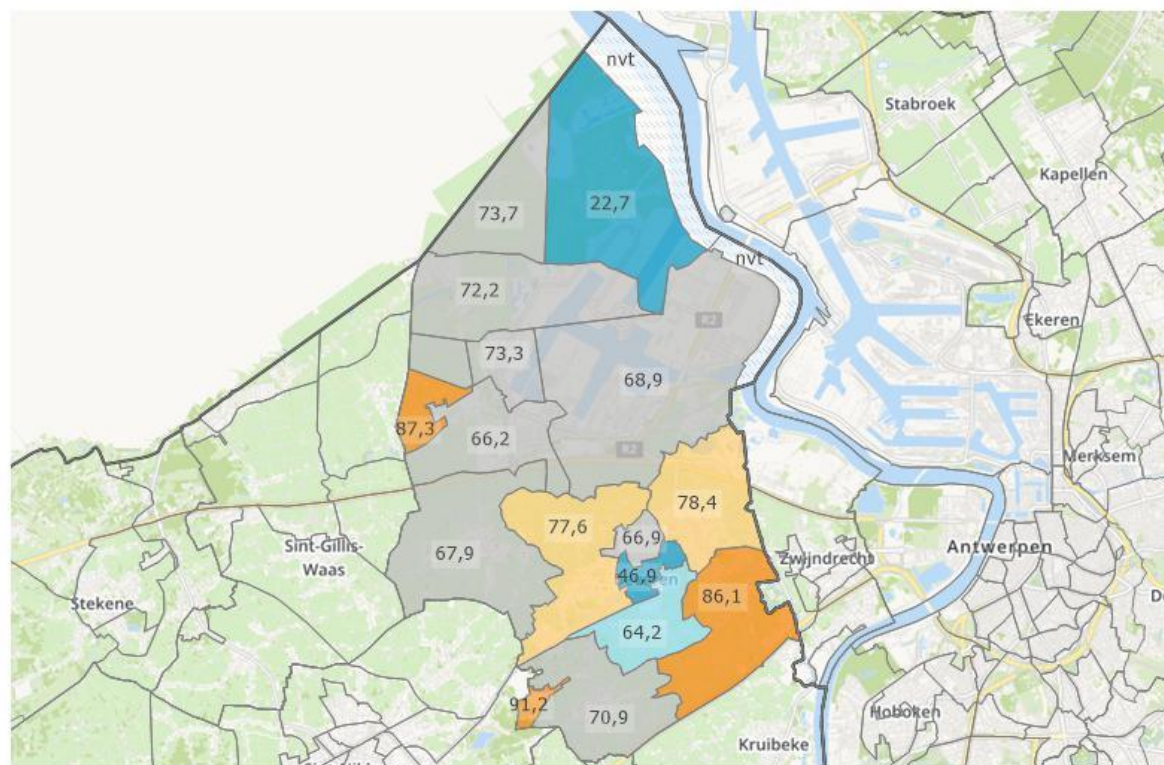 nvt
Stabroek
Kapellen
73,7
22,7
nvt
72,2
R2
Ekeren
73,3
68,9
87,3
66,2
R2
Merksem
78,4
77,6
66,9
Sint-Gillis-
Waas
67,9
Antwerpen
Zwijndrecht
46,9
Stekene
86,1
64,2
91,2
70,9
Hoboken
Kruibeke